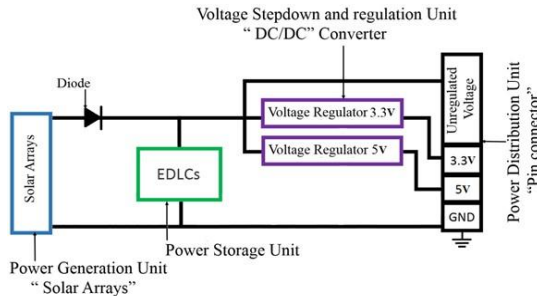 Voltage Stepdown and regulation Unit
“ DC/DC” Converter
Diode
Solar Arrays
EDLCs
Voltage Regulator 3.3V
Voltage Regulator 5V
Unregulated
Voltage
3.3V
5V
GND
Power Distribution Unit
“Pin connector”
Power Storage Unit
Power Generation Unit
“ Solar Arrays”